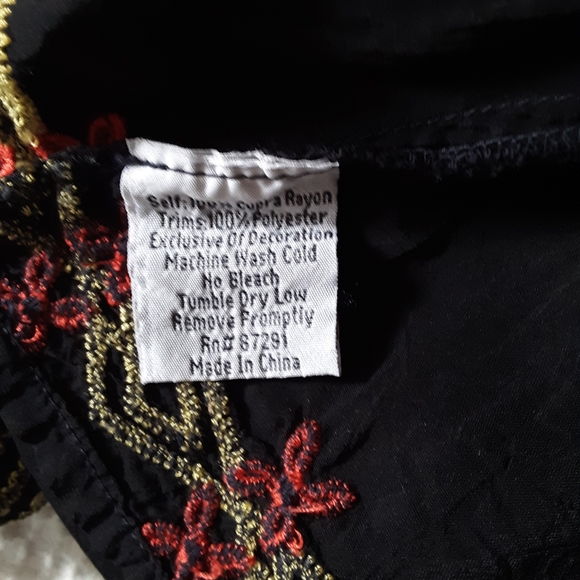 Self: 100% Cupra Rayon
Trims: 100% Polyester
Exclusive Of Decoration
Machine Wash Cold
No Bleach
Tumble Dry Low
Remove Promptly
Rn# 87291
Made In China